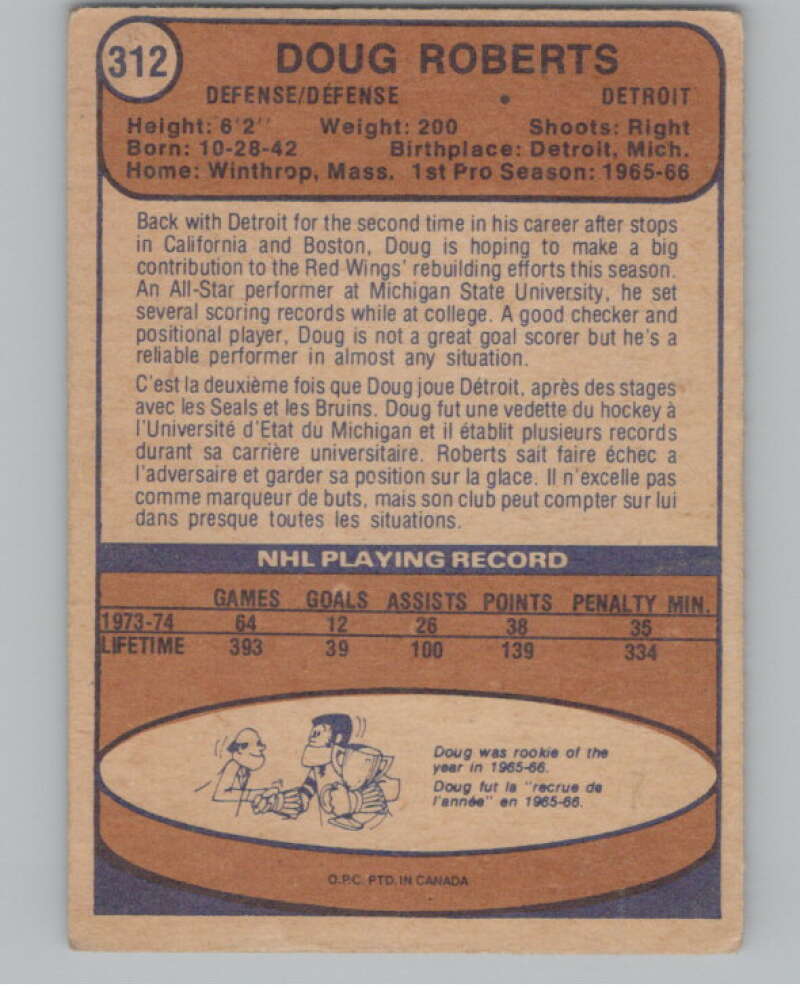 312
DOUG ROBERTS
DEFENSE/DÉFENSE • DETROIT
Height: 6'2" Weight: 200 Shoots: Right
Born: 10-28-42 Birthplace: Detroit, Mich.
Home: Winthrop, Mass. 1st Pro Season: 1965-66
Back with Detroit for the second time in his career after stops
in California and Boston, Doug is hoping to make a big
contribution to the Red Wings' rebuilding efforts this season.
An All-Star performer at Michigan State University, he set
several scoring records while at college. A good checker and
positional player, Doug is not a great goal scorer but he's a
reliable performer in almost any situation.
C'est la deuxième fois que Doug joue Détroit, après des stages
avec les Seals et les Bruins. Doug fut une vedette du hockey à
l'Université d'Etat du Michigan et il établit plusieurs records
durant sa carrière universitaire. Roberts sait faire échec a
l'adversaire et garder sa position sur la glace. Il n'excelle pas
comme marqueur de buts, mais son club peut compter sur lui
dans presque toutes les situations.
NHL PLAYING RECORD
GAMES GOALS ASSISTS POINTS PENALTY MIN.
1973-74 64 12 26 38 35
LIFETIME 393 39 100 139 334
Doug was rookie of the
year in 1965-66.
Doug fut la "recrue de
l'année" en 1965-66.
O.P.C. PTD. IN CANADA